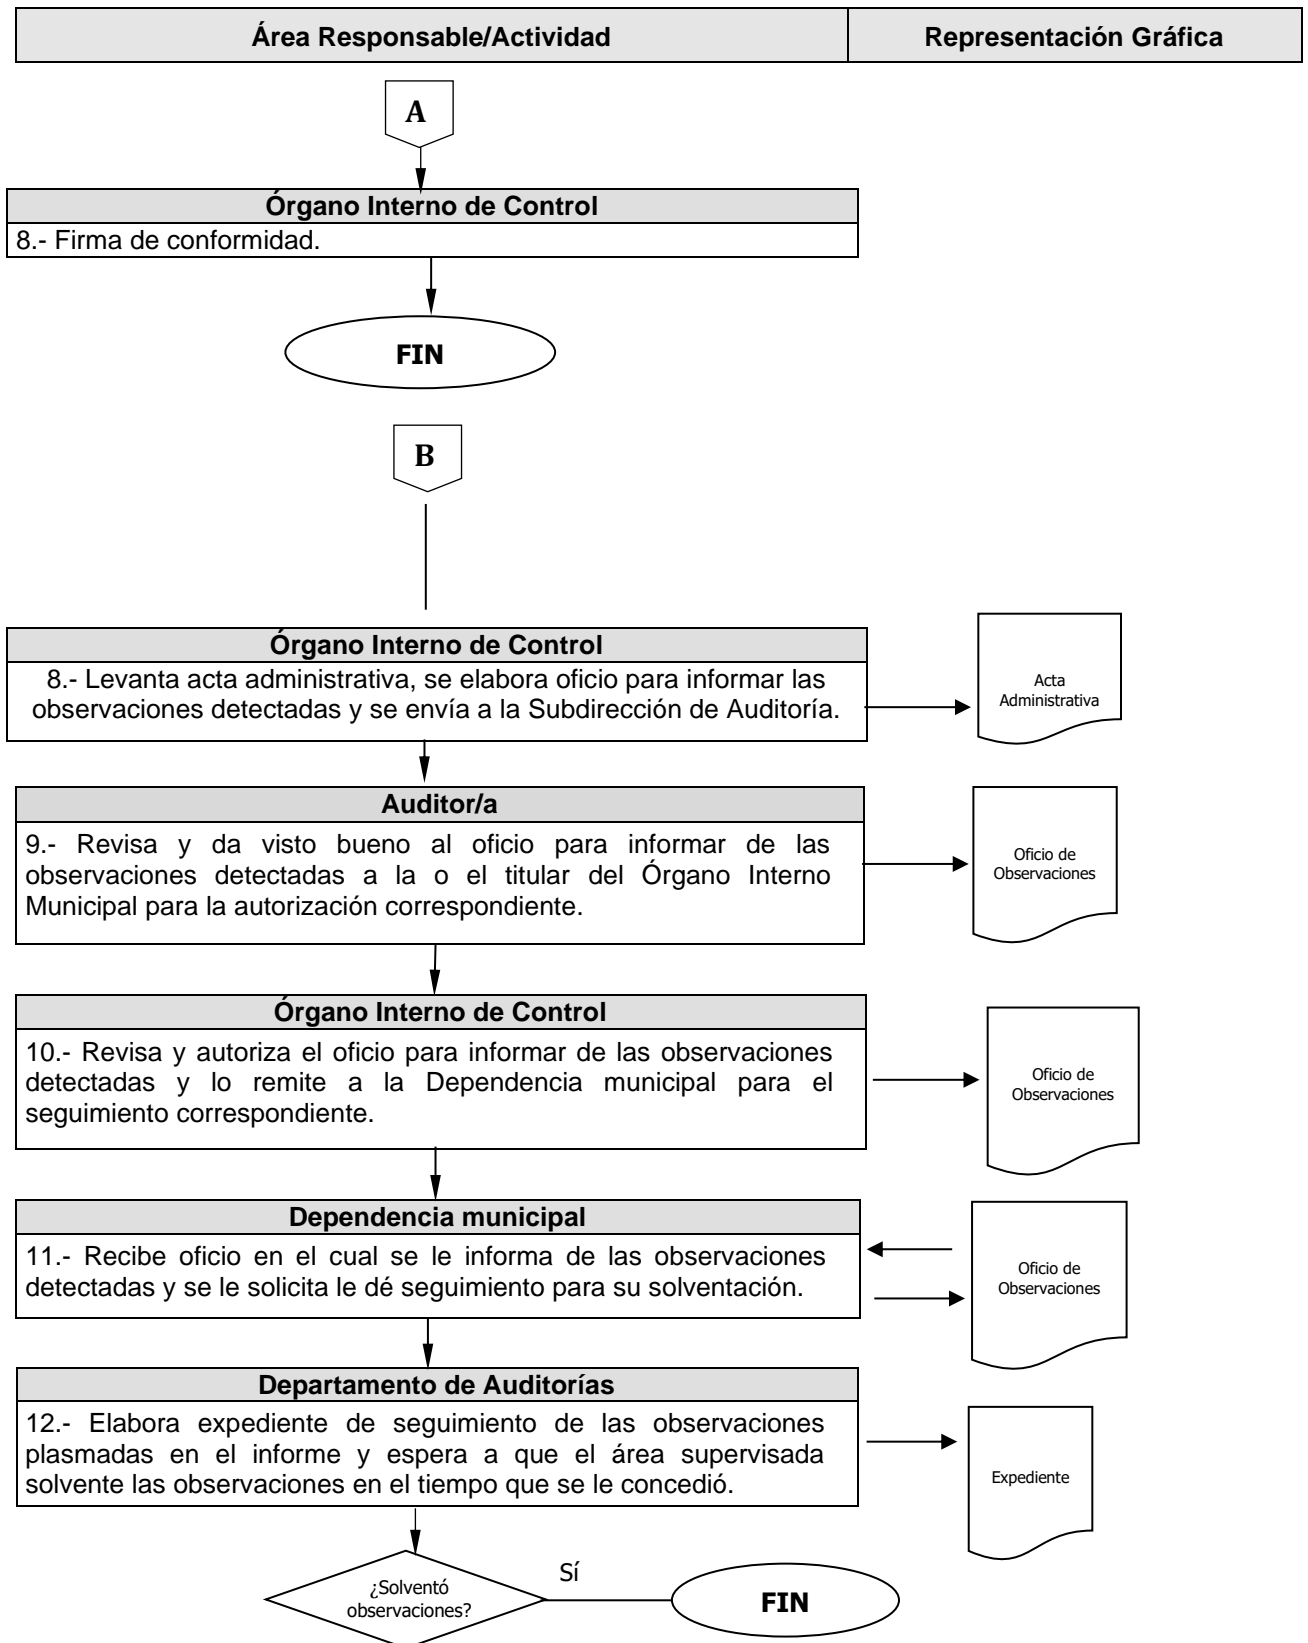 Área Responsable/Actividad
Representación Gráfica
A
Órgano Interno de Control
8.- Firma de conformidad.
FIN
B
Órgano Interno de Control
8.- Levanta acta administrativa, se elabora oficio para informar las
observaciones detectadas y se envía a la Subdirección de Auditoría.
Acta
Administrativa
Auditor/a
9.- Revisa y da visto bueno al oficio para informar de las
observaciones detectadas a la o el titular del Órgano Interno
Municipal para la autorización correspondiente.
Oficio de
Observaciones
Órgano Interno de Control
10.- Revisa y autoriza el oficio para informar de las observaciones
detectadas y lo remite a la Dependencia municipal para el
seguimiento correspondiente.
Oficio de
Observaciones
Dependencia municipal
11.- Recibe oficio en el cual se le informa de las observaciones
detectadas y se le solicita le dé seguimiento para su solventación.
Oficio de
Observaciones
Departamento de Auditorías
12.- Elabora expediente de seguimiento de las observaciones
plasmadas en el informe y espera a que el área supervisada
solvente las observaciones en el tiempo que se le concedió.
Expediente
¿Solventó
observaciones?
Sí
FIN